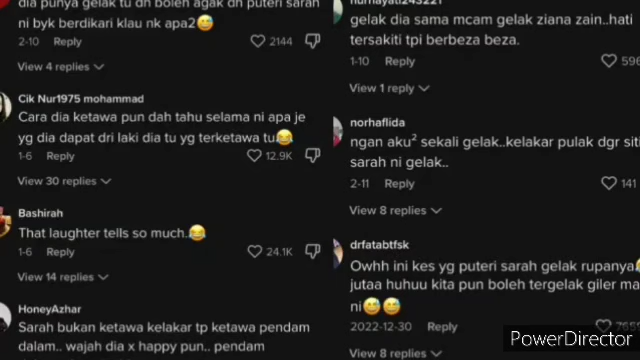 dia punya gelak tu dh boleh agak dh puteri sarah
ni byk berdikari klau nk apa2😅
2-10 Reply 2144
View 4 replies
Cik Nur1975 mohammad
Cara dia ketawa pun dah tahu selama ni apa je
yg dia dapat dri laki dia tu yg terketawa tu😂
1-6 Reply 12.9K
View 30 replies
Bashirah
That laughter tells so much..😂
1-6 Reply 24.1K
View 14 replies
HoneyAzhar
Sarah bukan ketawa kelakar tp ketawa pendam
dalam.. wajah dia x happy pun.. pendam
nurhayati243221
gelak dia sama mcam gelak ziana zain..hati
tersakiti tpi berbeza beza.
1-10 Reply 596
View 1 reply
norhaflida
ngan aku² sekali gelak..kelakar pulak dgr siti
sarah ni gelak..
2-11 Reply 141
View 8 replies
drfatabtfsk
Owhh ini kes yg puteri sarah gelak rupanya
jutaa huhuu kita pun boleh tergelak giler ma
ni😅😅
2022-12-30 Reply
View 8 replies
PowerDirector